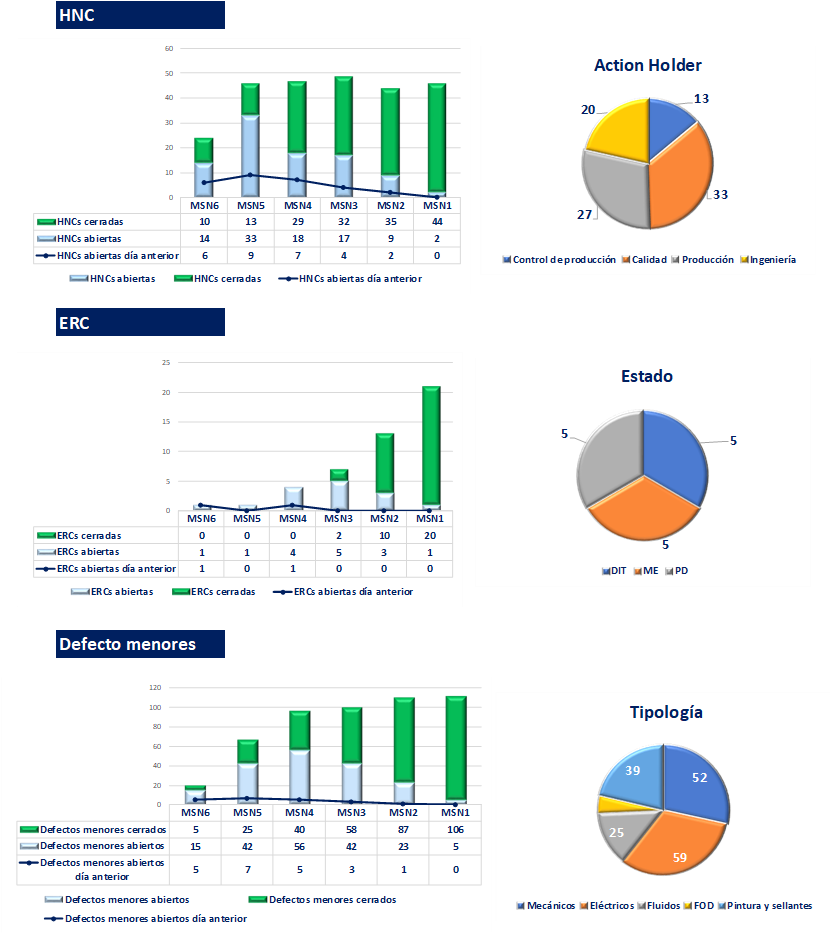 HNC
60
50
40
30
20
10
0
MSN6 MSN5 MSN4 MSN3 MSN2 MSN1
HNCs cerradas 10 13 29 32 35 44
HNCs abiertas 14 33 18 17 9 2
HNCs abiertas día anterior 6 9 7 4 2 0
HNCs abiertas HNCs cerradas HNCs abiertas día anterior
Action Holder
13
20
33
27
Control de producción Calidad Producción Ingeniería
ERC
25
20
15
10
5
0
MSN6 MSN5 MSN4 MSN3 MSN2 MSN1
ERCs cerradas 0 0 0 2 10 20
ERCs abiertas 1 1 4 5 3 1
ERCs abiertas día anterior 1 0 1 0 0 0
ERCs abiertas ERCs cerradas ERCs abiertas día anterior
Estado
5
5
5
DIT ME PD
Defecto menores
120
100
80
60
40
20
0
MSN6 MSN5 MSN4 MSN3 MSN2 MSN1
Defectos menores cerrados 5 25 40 58 87 106
Defectos menores abiertos 15 42 56 42 23 5
Defectos menores abiertos
día anterior 5 7 5 3 1 0
Defectos menores abiertos Defectos menores cerrados
Defectos menores abiertos día anterior
Tipología
39
52
25
59
Mecánicos Eléctricos Fluidos FOD Pintura y sellantes